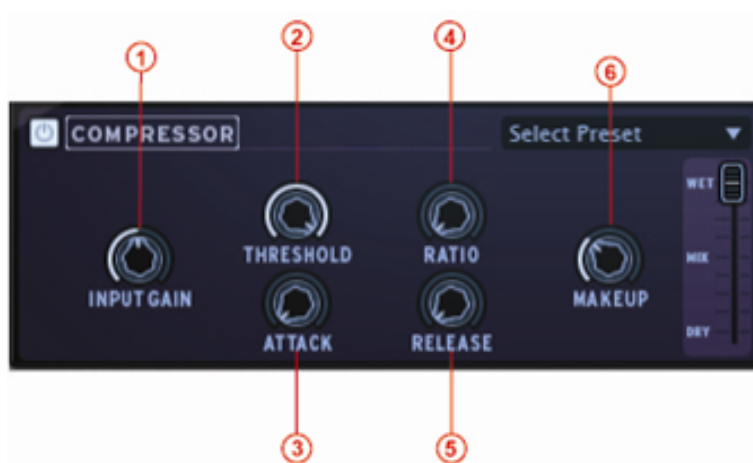 2
4
1
6
COMPRESSOR
Select Preset
WET
THRESHOLD
RATIO
MIX
INPUT GAIN
MAKEUP
DRY
ATTACK
RELEASE
3
5